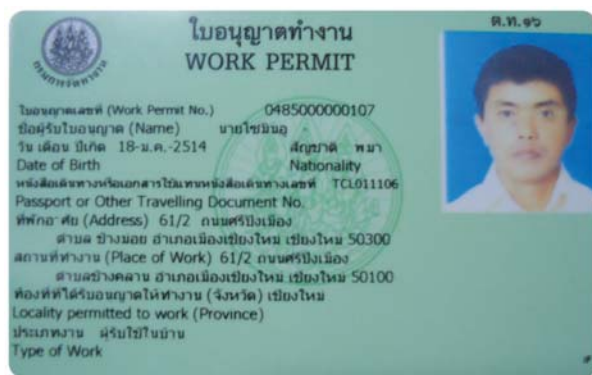 ต.ท.๑๖
ใบอนุญาตทำงาน
WORK PERMIT
กรมการจัดหางาน
ใบอนุญาตเลขที่ (Work Permit No.) 0485000000107
ชื่อผู้รับใบอนุญาต (Name) นายไซมินอู
วัน เดือน ปีเกิด 18-ม.ค.-2514 สัญชาติ พม่า
Date of Birth Nationality
หนังสือเดินทางหรือเอกสารใช้แทนหนังสือเดินทางเลขที่ TCL011106
Passport or Other Travelling Document No.
ที่พักอาศัย (Address) 61/2 ถนนศรีปิงเมือง
ตำบล ช้างม่อย อำเภอเมืองเชียงใหม่ เชียงใหม่ 50300
สถานที่ทำงาน (Place of Work) 61/2 ถนนศรีปิงเมือง
ตำบลช้างคลาน อำเภอเมืองเชียงใหม่ เชียงใหม่ 50100
ท้องที่ที่ได้รับอนุญาตให้ทำงาน (จังหวัด) เชียงใหม่
Locality permitted to work (Province)
ประเภทงาน ผู้รับใช้ในบ้าน
Type of Work